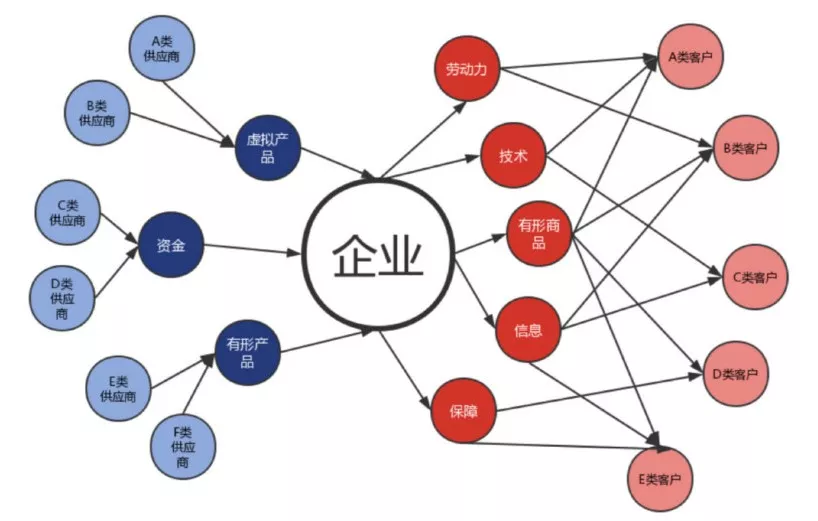 A类
供应商
B类
供应商
虚拟产
品
C类
供应商
资金
D类
供应
商
有形产
品
E类
供应商
F类
供应
商
企业
劳动力
技术
有形商
品
信息
保障
A类客户
B类客户
C类客户
D类客户
E类客户